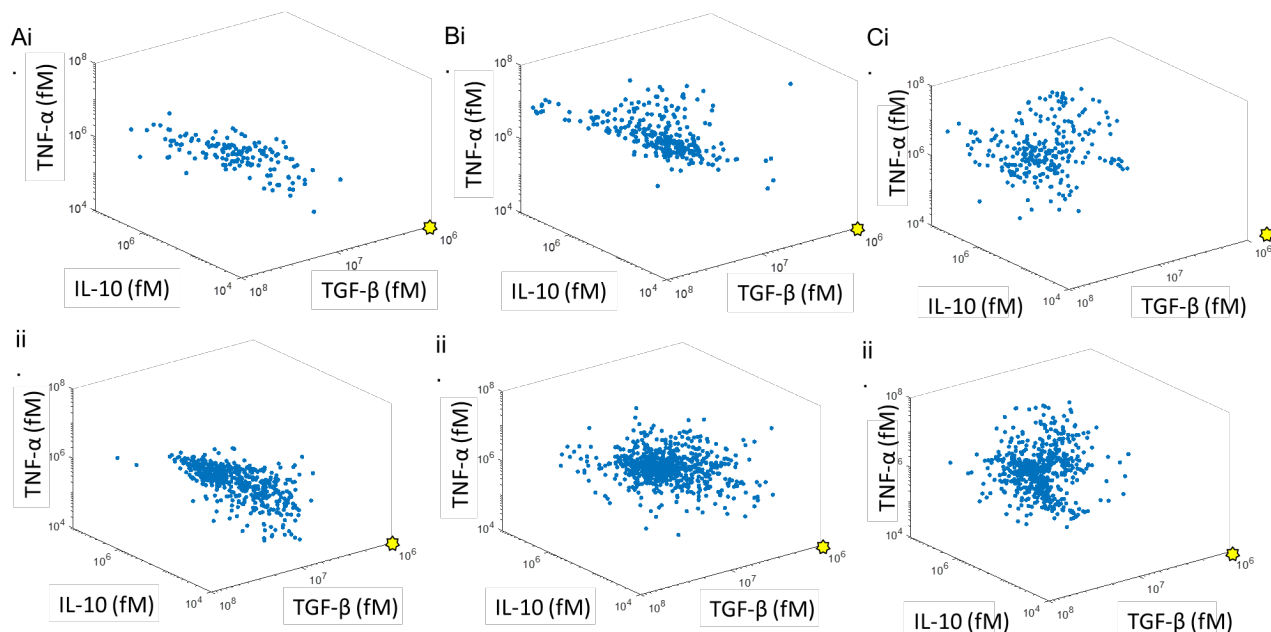 Ai
.
TNF-α (fM)
10⁸
10⁶
10⁴
10⁶
10⁴
10⁸
10⁷
10⁶
IL-10 (fM)
TGF-β (fM)
Bi
.
TNF-α (fM)
10⁸
10⁶
10⁴
10⁶
10⁴
10⁸
10⁷
10⁶
IL-10 (fM)
TGF-β (fM)
Ci
.
TNF-α (fM)
10⁸
10⁶
10⁴
10⁶
10⁴
10⁸
10⁷
10⁶
IL-10 (fM)
TGF-β (fM)
ii
.
TNF-α (fM)
10⁸
10⁶
10⁴
10⁶
10⁴
10⁸
10⁷
10⁶
IL-10 (fM)
TGF-β (fM)
ii
.
TNF-α (fM)
10⁸
10⁶
10⁴
10⁶
10⁴
10⁸
10⁷
10⁶
IL-10 (fM)
TGF-β (fM)
ii
.
TNF-α (fM)
10⁸
10⁶
10⁴
10⁶
10⁴
10⁸
10⁷
10⁶
IL-10 (fM)
TGF-β (fM)